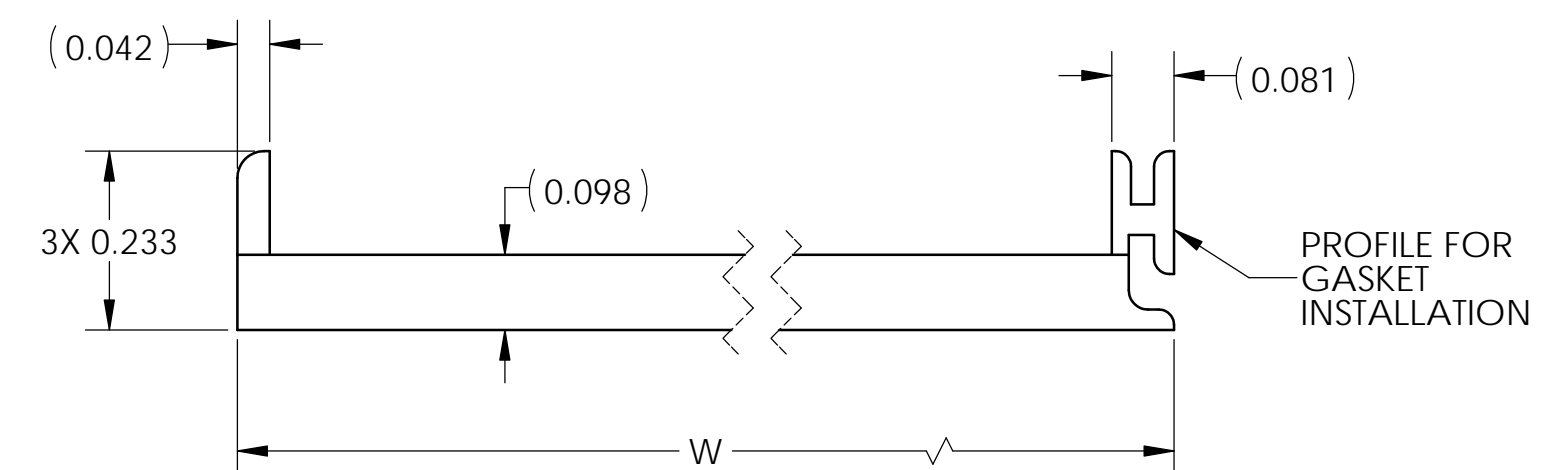 (0.042)
(0.081)
(0.098)
3X 0.233
PROFILE FOR
GASKET
INSTALLATION
W